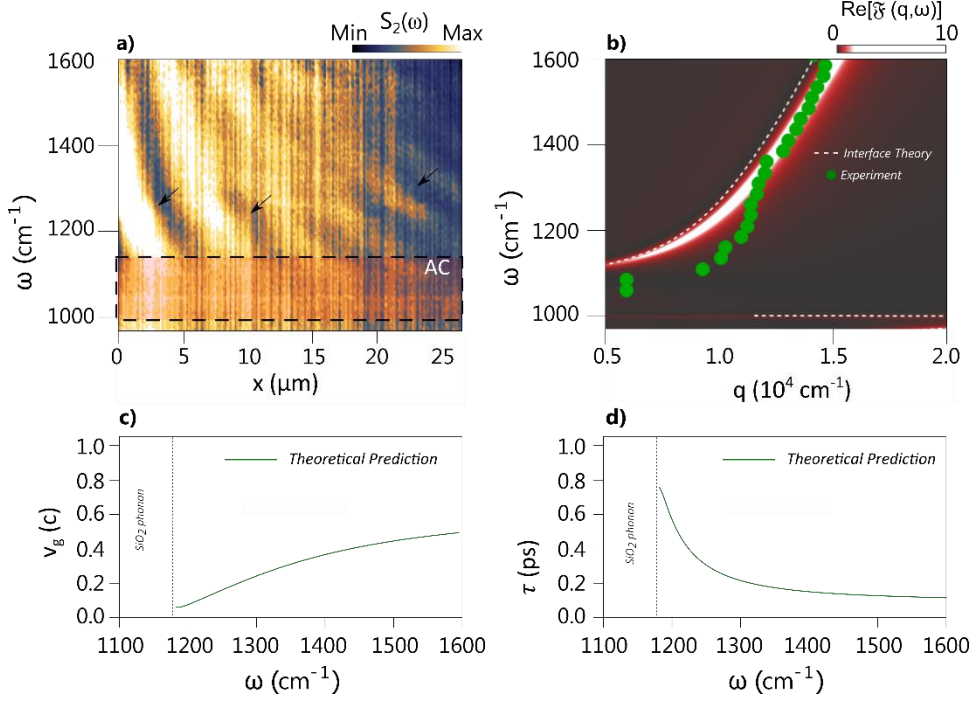 a)
S₂(ω)
Min Max
ω (cm⁻¹)
1600
1400
1200
1000
AC
0 5 10 15 20 25
x (μm)
b)
Re[𝔉 (q,ω)]
0 10
ω (cm⁻¹)
1600
1400
1200
1000
Interface Theory
Experiment
0.5 1.0 1.5 2.0
q (10⁴ cm⁻¹)
c)
v_g (c)
1.0
0.8
0.6
0.4
0.2
0.0
SiO₂ phonon
Theoretical Prediction
1100 1200 1300 1400 1500 1600
ω (cm⁻¹)
d)
τ (ps)
1.0
0.8
0.6
0.4
0.2
0.0
SiO₂ phonon
Theoretical Prediction
1100 1200 1300 1400 1500 1600
ω (cm⁻¹)